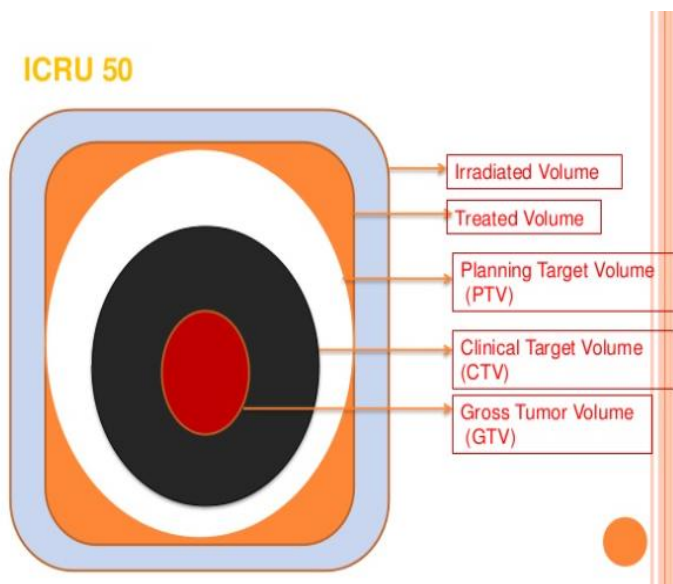 ICRU 50
Irradiated Volume
Treated Volume
Planning Target Volume
(PTV)
Clinical Target Volume
(CTV)
Gross Tumor Volume
(GTV)